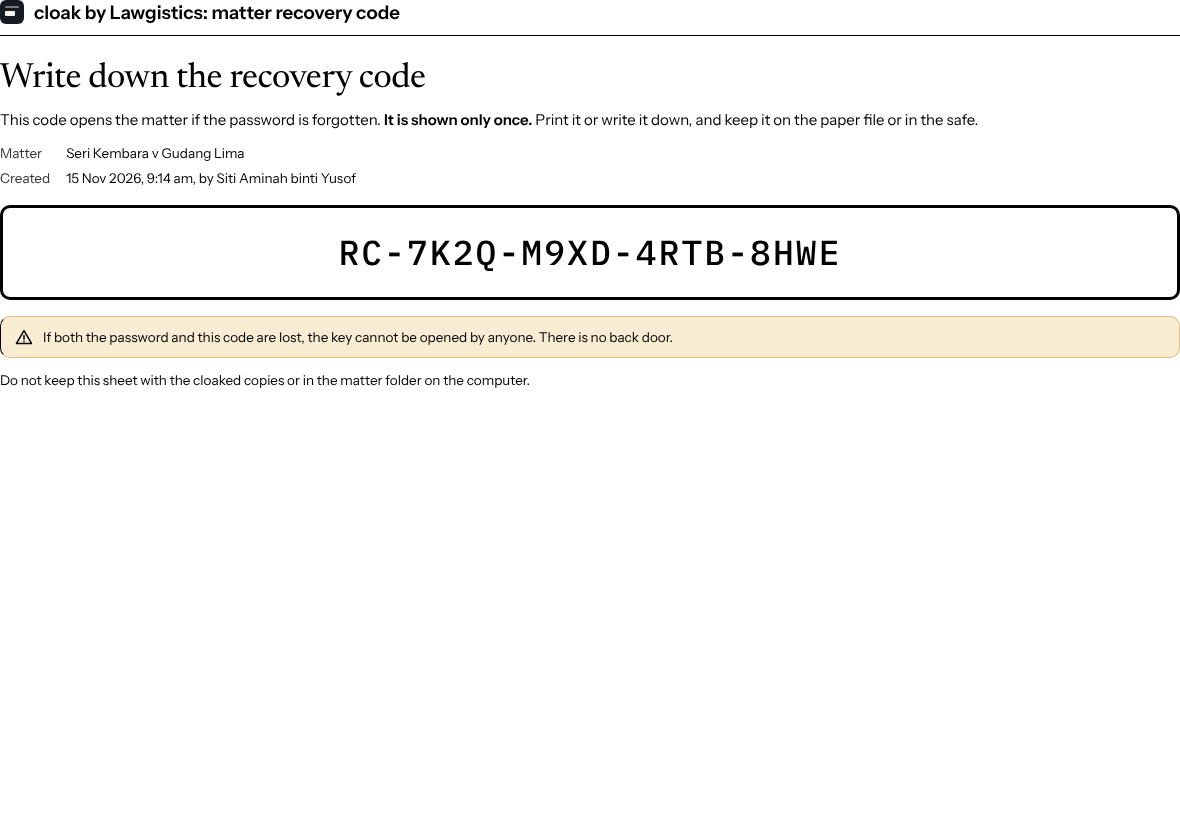 cloak by Lawgistics: matter recovery code
Write down the recovery code
This code opens the matter if the password is forgotten. It is shown only once. Print it or write it down, and keep it on the paper file or in the safe.
Matter Seri Kembara v Gudang Lima
Created 15 Nov 2026, 9:14 am, by Siti Aminah binti Yusof
RC-7K2Q-M9XD-4RTB-8HWE
If both the password and this code are lost, the key cannot be opened by anyone. There is no back door.
Do not keep this sheet with the cloaked copies or in the matter folder on the computer.